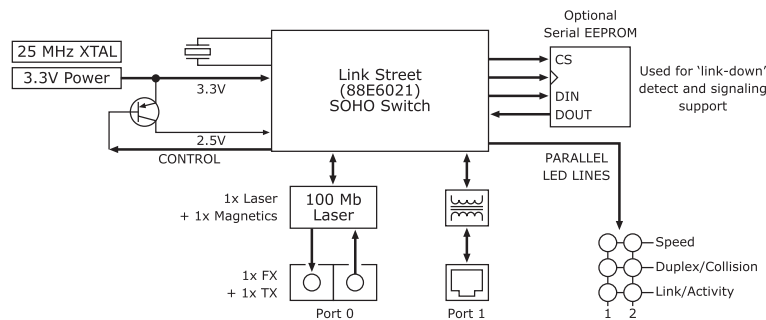 Optional
Serial EEPROM
25 MHz XTAL
3.3V Power
3.3V
2.5V
CONTROL
Link Street
(88E6021)
SOHO Switch
CS
DIN
DOUT
Used for ‘link-down’
detect and signaling
support
PARALLEL
LED LINES
1x Laser
+ 1x Magnetics
100 Mb
Laser
1x FX
+ 1x TX
Port 0
Port 1
Speed
Duplex/Collision
Link/Activity
1 2